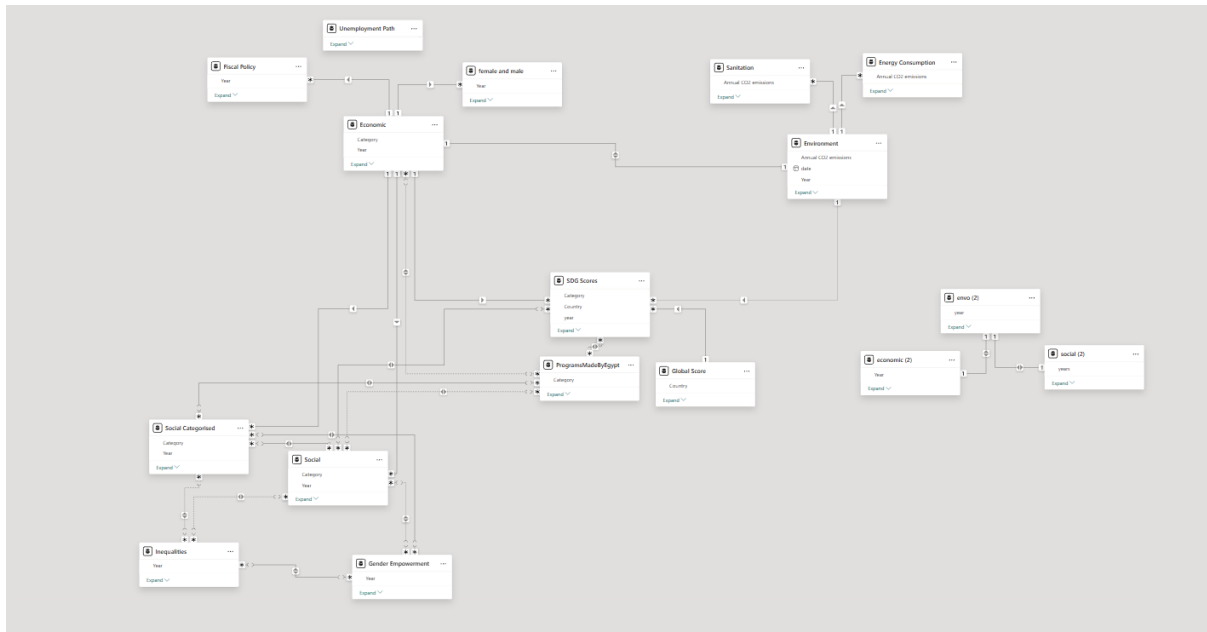 Unemployment Path
Expand
Fiscal Policy
Year
Expand
female and male
Year
Expand
Sanitation
Annual CO2 emissions
Expand
Energy Consumption
Annual CO2 emissions
Expand
Economic
Category
Year
Expand
Environment
Annual CO2 emissions
date
Year
Expand
SDG Scores
Category
Country
year
Expand
envo (2)
year
Expand
ProgramsMadeByEgypt
Category
Expand
Global Score
Country
Expand
economic (2)
Year
Expand
social (2)
years
Expand
Social Categorised
Category
Year
Expand
Social
Category
Year
Expand
Inequalities
Year
Expand
Gender Empowerment
Year
Expand